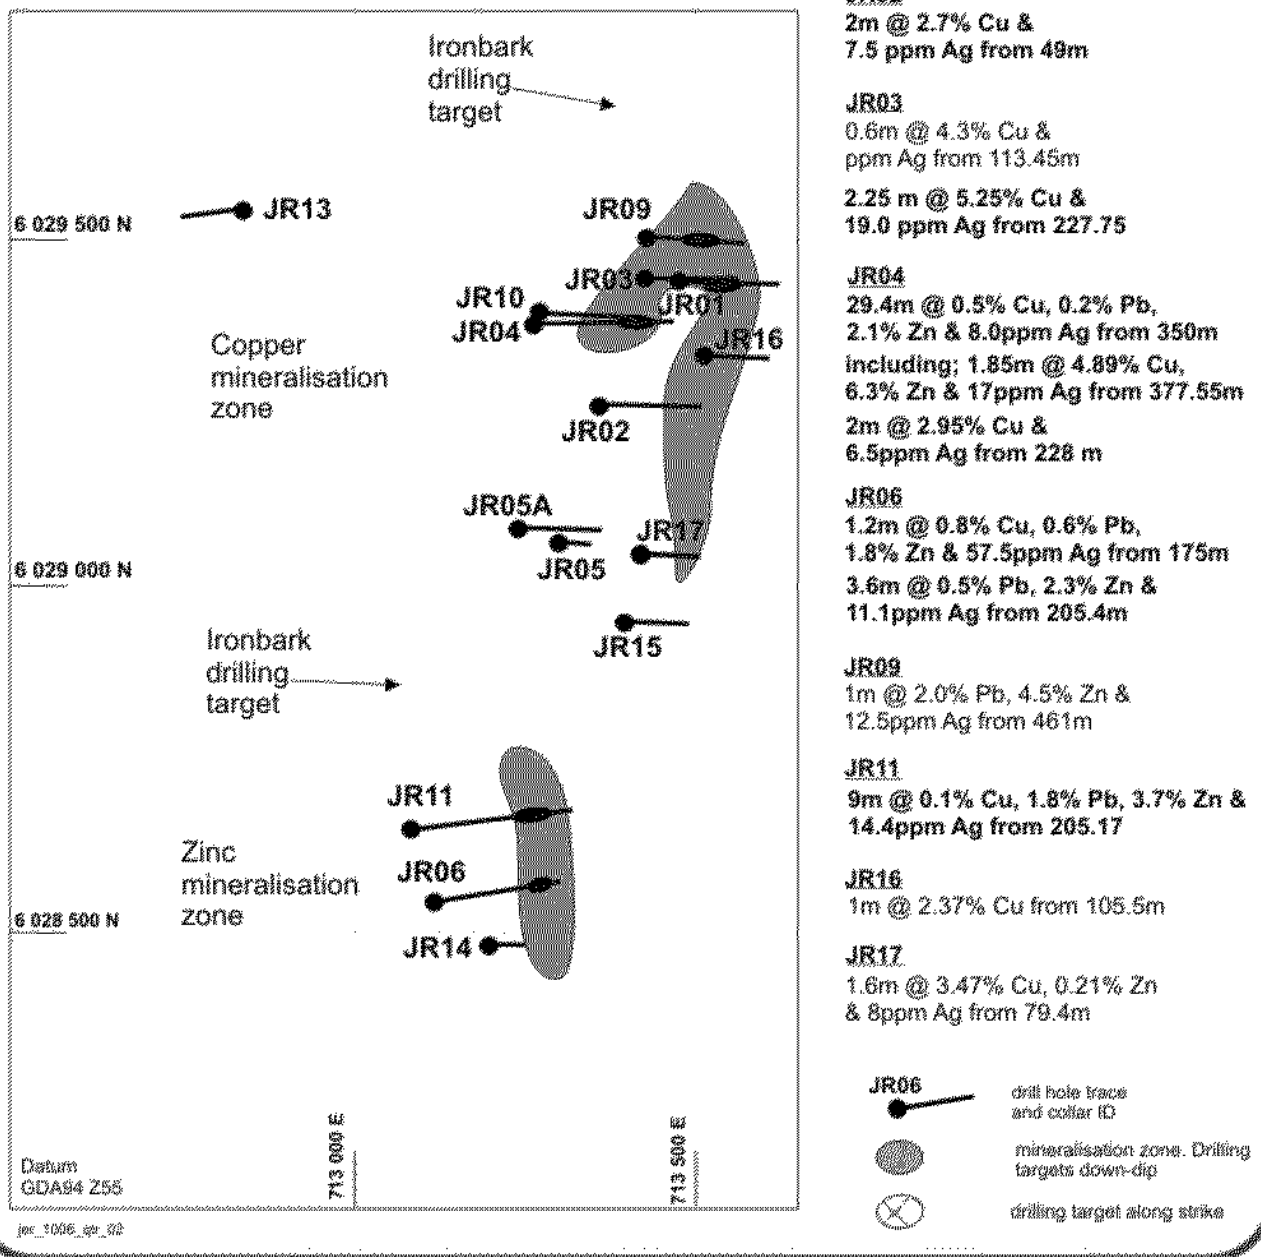 Ironbark
drilling
target
JR13
6 029 500 N
JR09
JR03
JR01
JR10
JR04
JR16
Copper
mineralisation
zone
JR02
JR05A
JR17
JR05
6 029 000 N
Ironbark
drilling
target
JR15
JR11
Zinc
mineralisation
zone
JR06
6 028 500 N
JR14
713 000 E
713 500 E
Datum
GDA94 Z55
2m @ 2.7% Cu &
7.5 ppm Ag from 49m
JR03
0.6m @ 4.3% Cu &
ppm Ag from 113.45m
2.25 m @ 5.25% Cu &
19.0 ppm Ag from 227.75
JR04
29.4m @ 0.5% Cu, 0.2% Pb,
2.1% Zn & 8.0ppm Ag from 350m
including; 1.85m @ 4.89% Cu,
6.3% Zn & 17ppm Ag from 377.55m
2m @ 2.95% Cu &
6.5ppm Ag from 228 m
JR06
1.2m @ 0.8% Cu, 0.6% Pb,
1.8% Zn & 57.5ppm Ag from 175m
3.6m @ 0.5% Pb, 2.3% Zn &
11.1ppm Ag from 205.4m
JR09
1m @ 2.0% Pb, 4.5% Zn &
12.5ppm Ag from 461m
JR11
9m @ 0.1% Cu, 1.8% Pb, 3.7% Zn &
14.4ppm Ag from 205.17
JR16
1m @ 2.37% Cu from 105.5m
JR17
1.6m @ 3.47% Cu, 0.21% Zn
& 8ppm Ag from 79.4m
JR06
drill hole trace
and collar ID
mineralisation zone. Drilling
targets down-dip
drilling target along strike